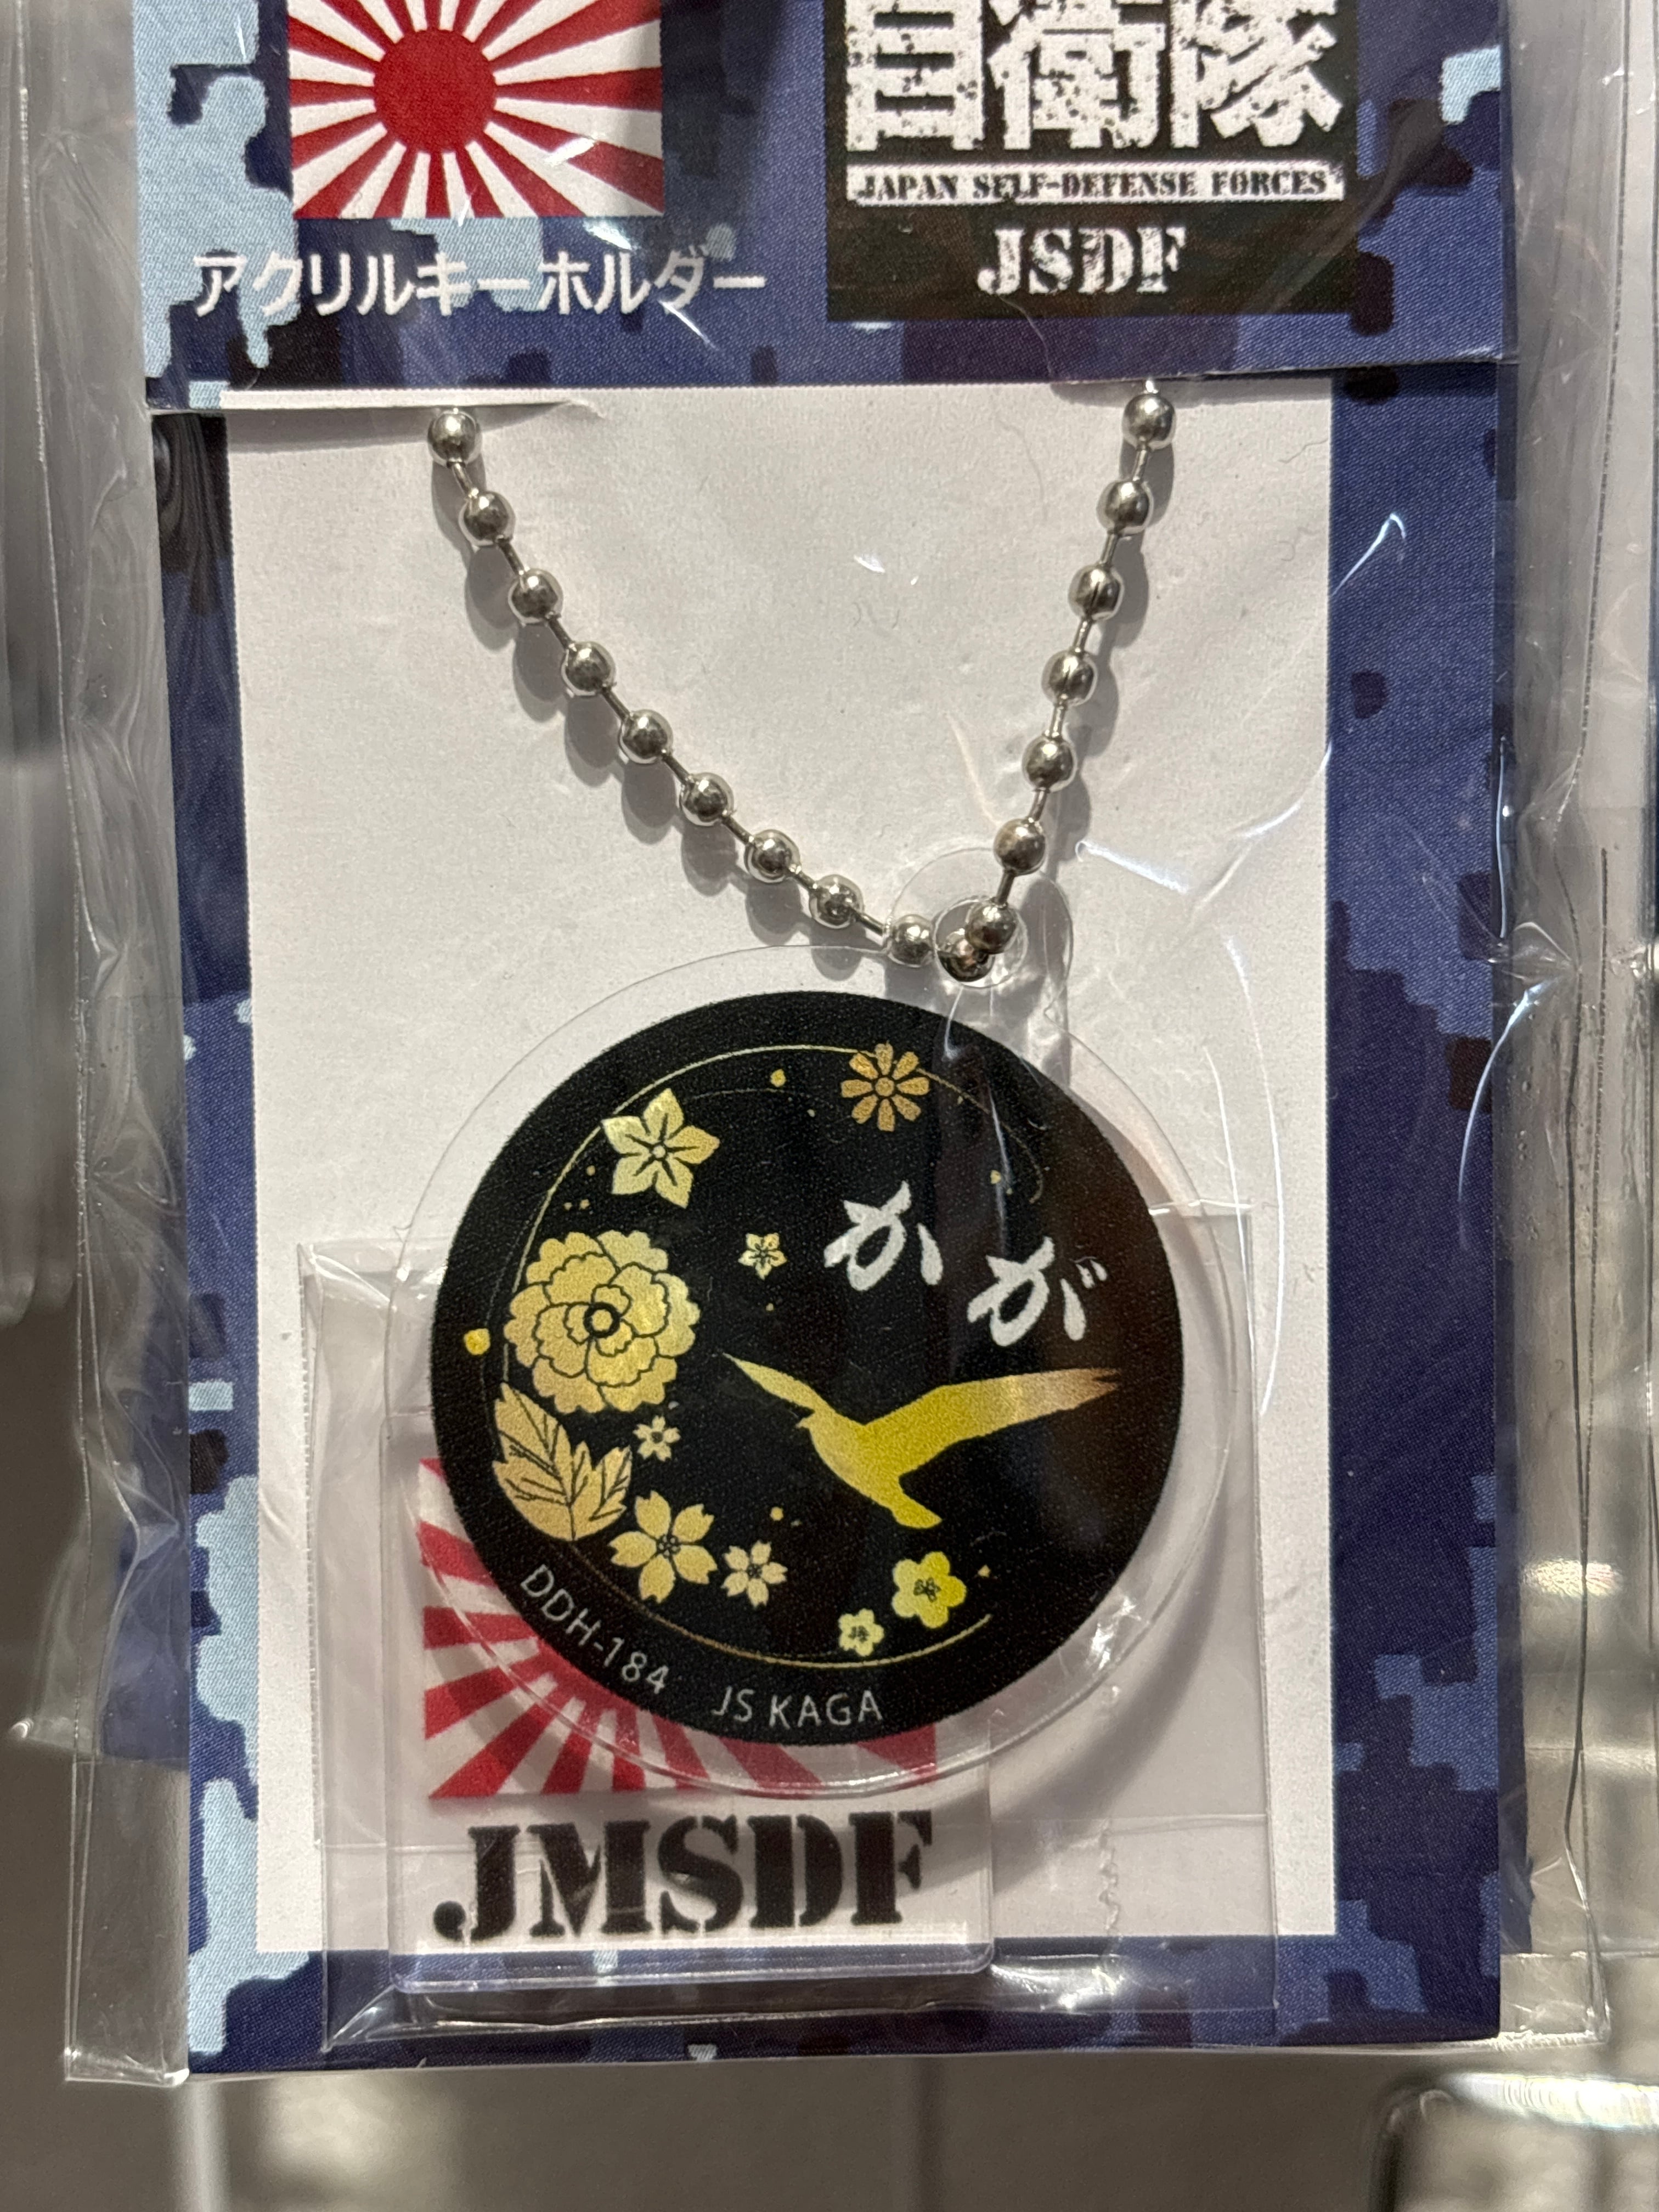 自衛隊
JAPAN SELF-DEFENSE FORCES
JSDF
アクリルキーホルダー
かが
DDH-184 JS KAGA
JMSDF